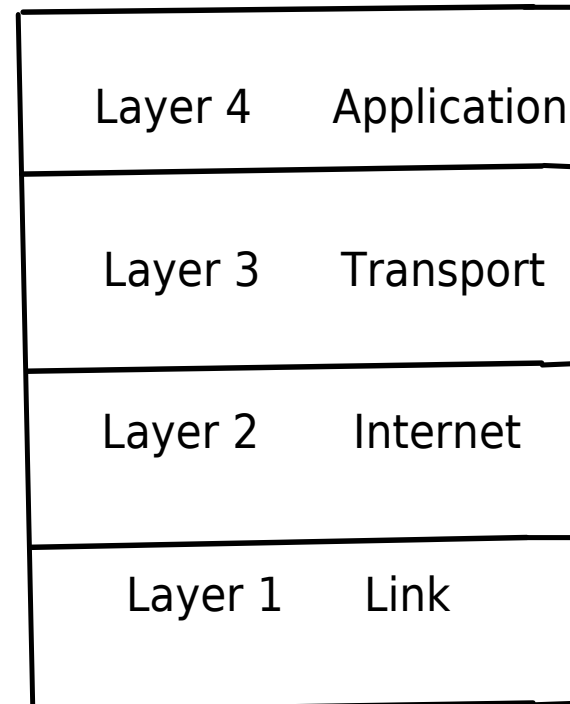 Layer 4 Application
Layer 3 Transport
Layer 2 Internet
Layer 1 Link